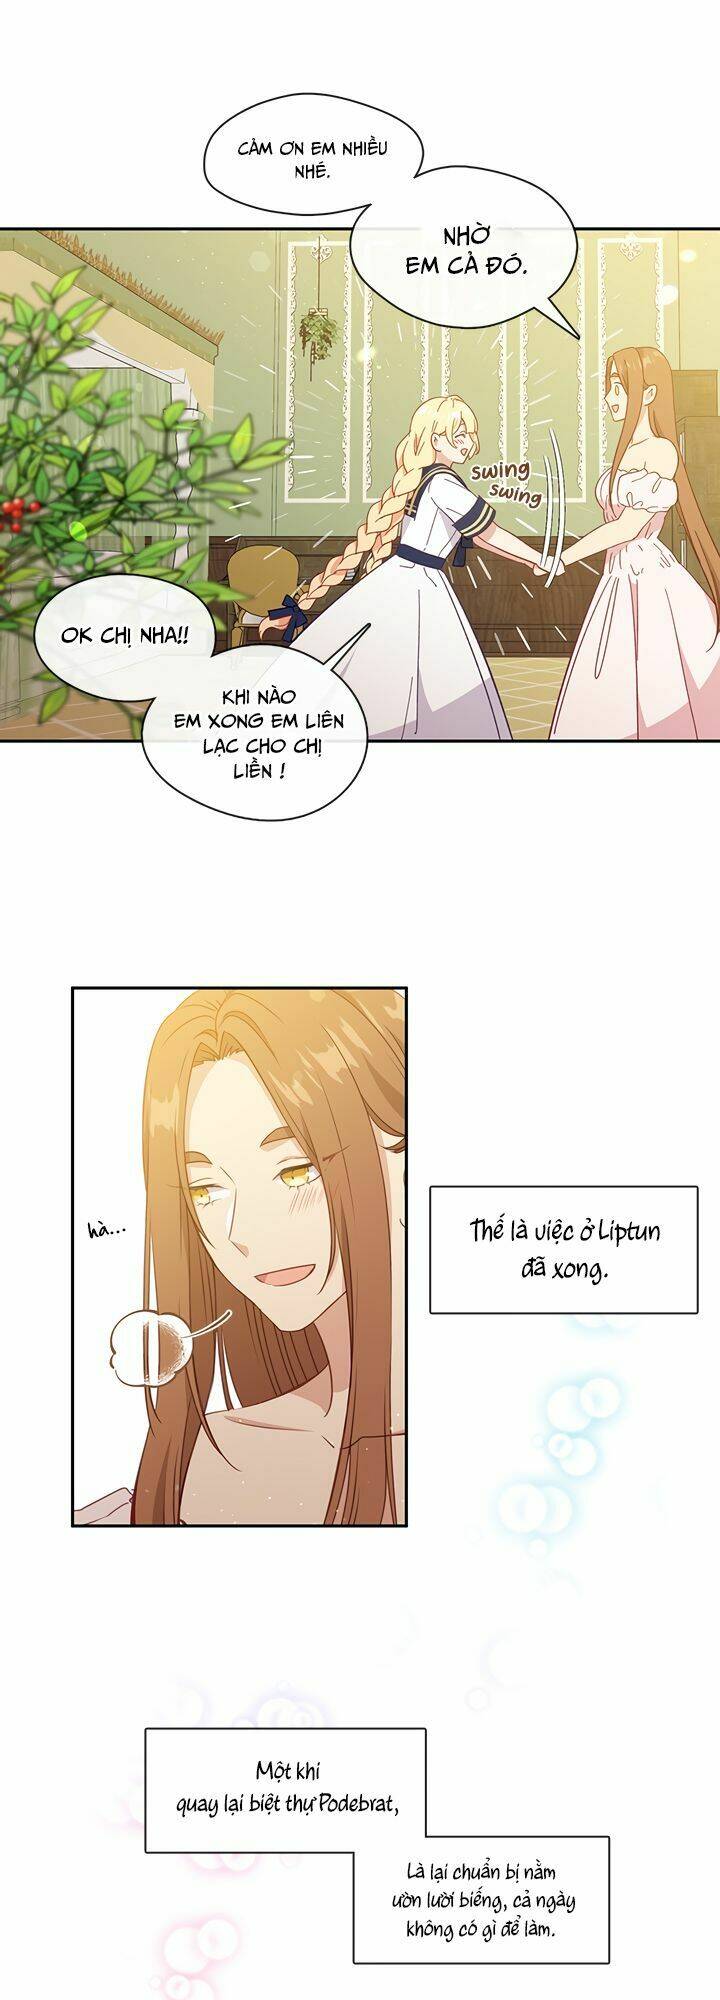 CẢM ƠN EM NHIỀU
NHÉ.
NHỜ
EM CẢ ĐÓ.
swing
swing
OK CHỊ NHA!!
KHI NÀO
EM XONG EM LIÊN
LẠC CHO CHỊ
LIỀN !
hà...
Thế là việc ở Liptun
đã xong.
Một khi
quay lại biệt thự Podebrat,
Là lại chuẩn bị nằm
ườn lười biếng, cả ngày
không có gì để làm.